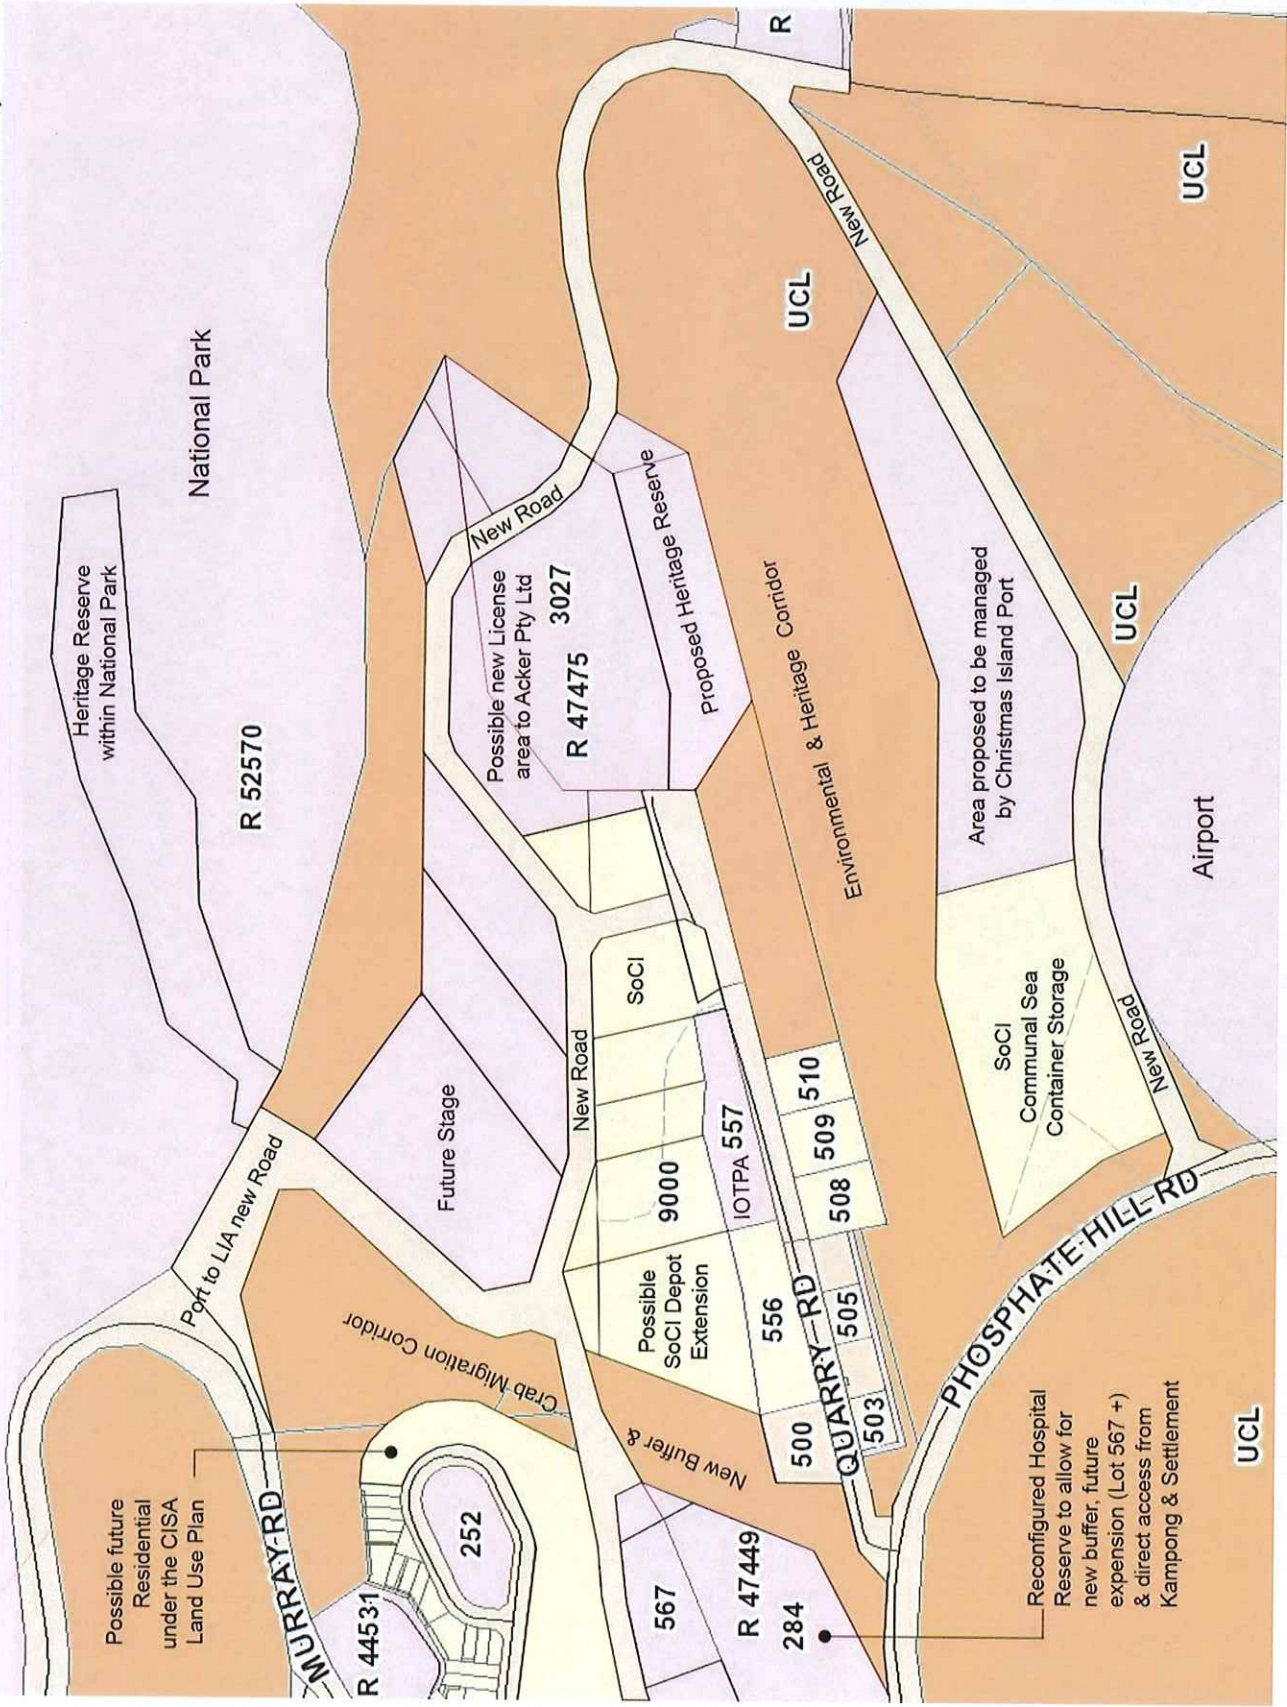 National Park
Heritage Reserve
within National Park
R 52570
R
New Road
UCL
UCL
New Road
Possible new License
area to Acker Pty Ltd
3027
R 47475
Proposed Heritage Reserve
Environmental & Heritage Corridor
Area proposed to be managed
by Christmas Island Port
UCL
Airport
Port to LIA new Road
Future Stage
New Road
SoCI
9000
IOTPA 557
510
509
508
SoCI
Communal Sea
Container Storage
New Road
Possible
SoCI Depot
Extension
556
505
503
500
QUARRY RD
PHOSPHATE HILL RD
New Buffer &
Crab Migration Corridor
Possible future
Residential
under the CISA
Land Use Plan
MURRAY RD
252
R 44531
567
R 47449
284
Reconfigured Hospital
Reserve to allow for
new buffer, future
expension (Lot 567 +)
& direct access from
Kampong & Settlement
UCL